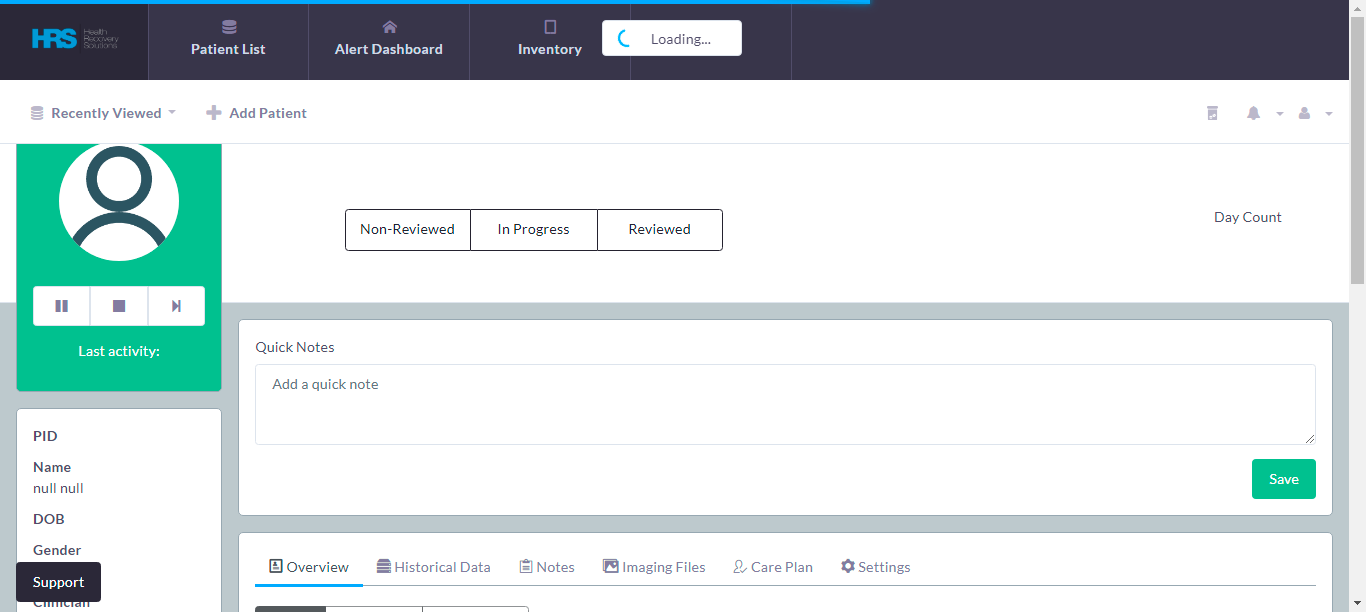 HRS Health Recovery Solutions
Patient List
Alert Dashboard
Inventory
Loading...
Recently Viewed
Add Patient
Non-Reviewed
In Progress
Reviewed
Day Count
Last activity:
Quick Notes
Add a quick note
Save
PID
Name
null null
DOB
Gender
Support
Clinician
Overview
Historical Data
Notes
Imaging Files
Care Plan
Settings